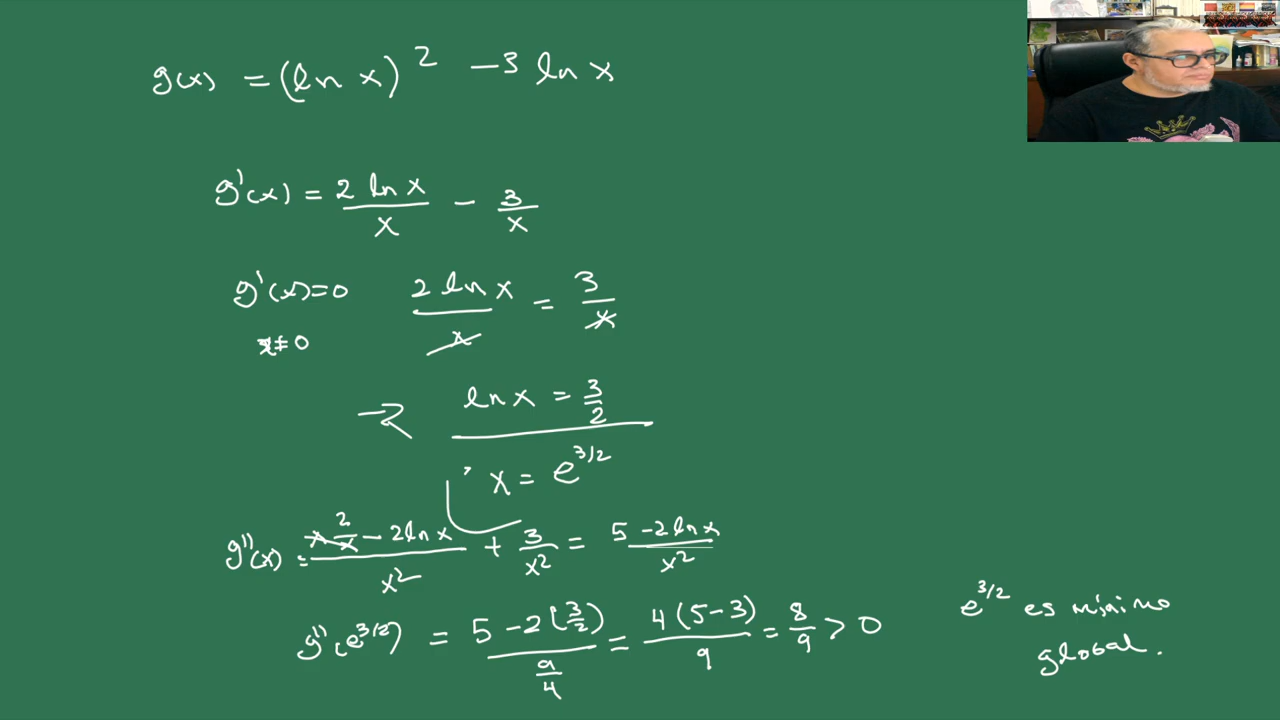 g(x) = (ln x)² - 3 ln x
g'(x) = 2 ln x / x - 3 / x
g'(x) = 0 2 ln x / x = 3 / x
x ≠ 0
ln x = 3/2
x = e^{3/2}
g''(x) = x 2/x - 2 ln x / x² + 3 / x² = 5 - 2 ln x / x²
g''(e^{3/2}) = 5 - 2(3/2) / 9/4 = 4(5-3) / 9 = 8/9 > 0
e^{3/2} es mínimo
global.